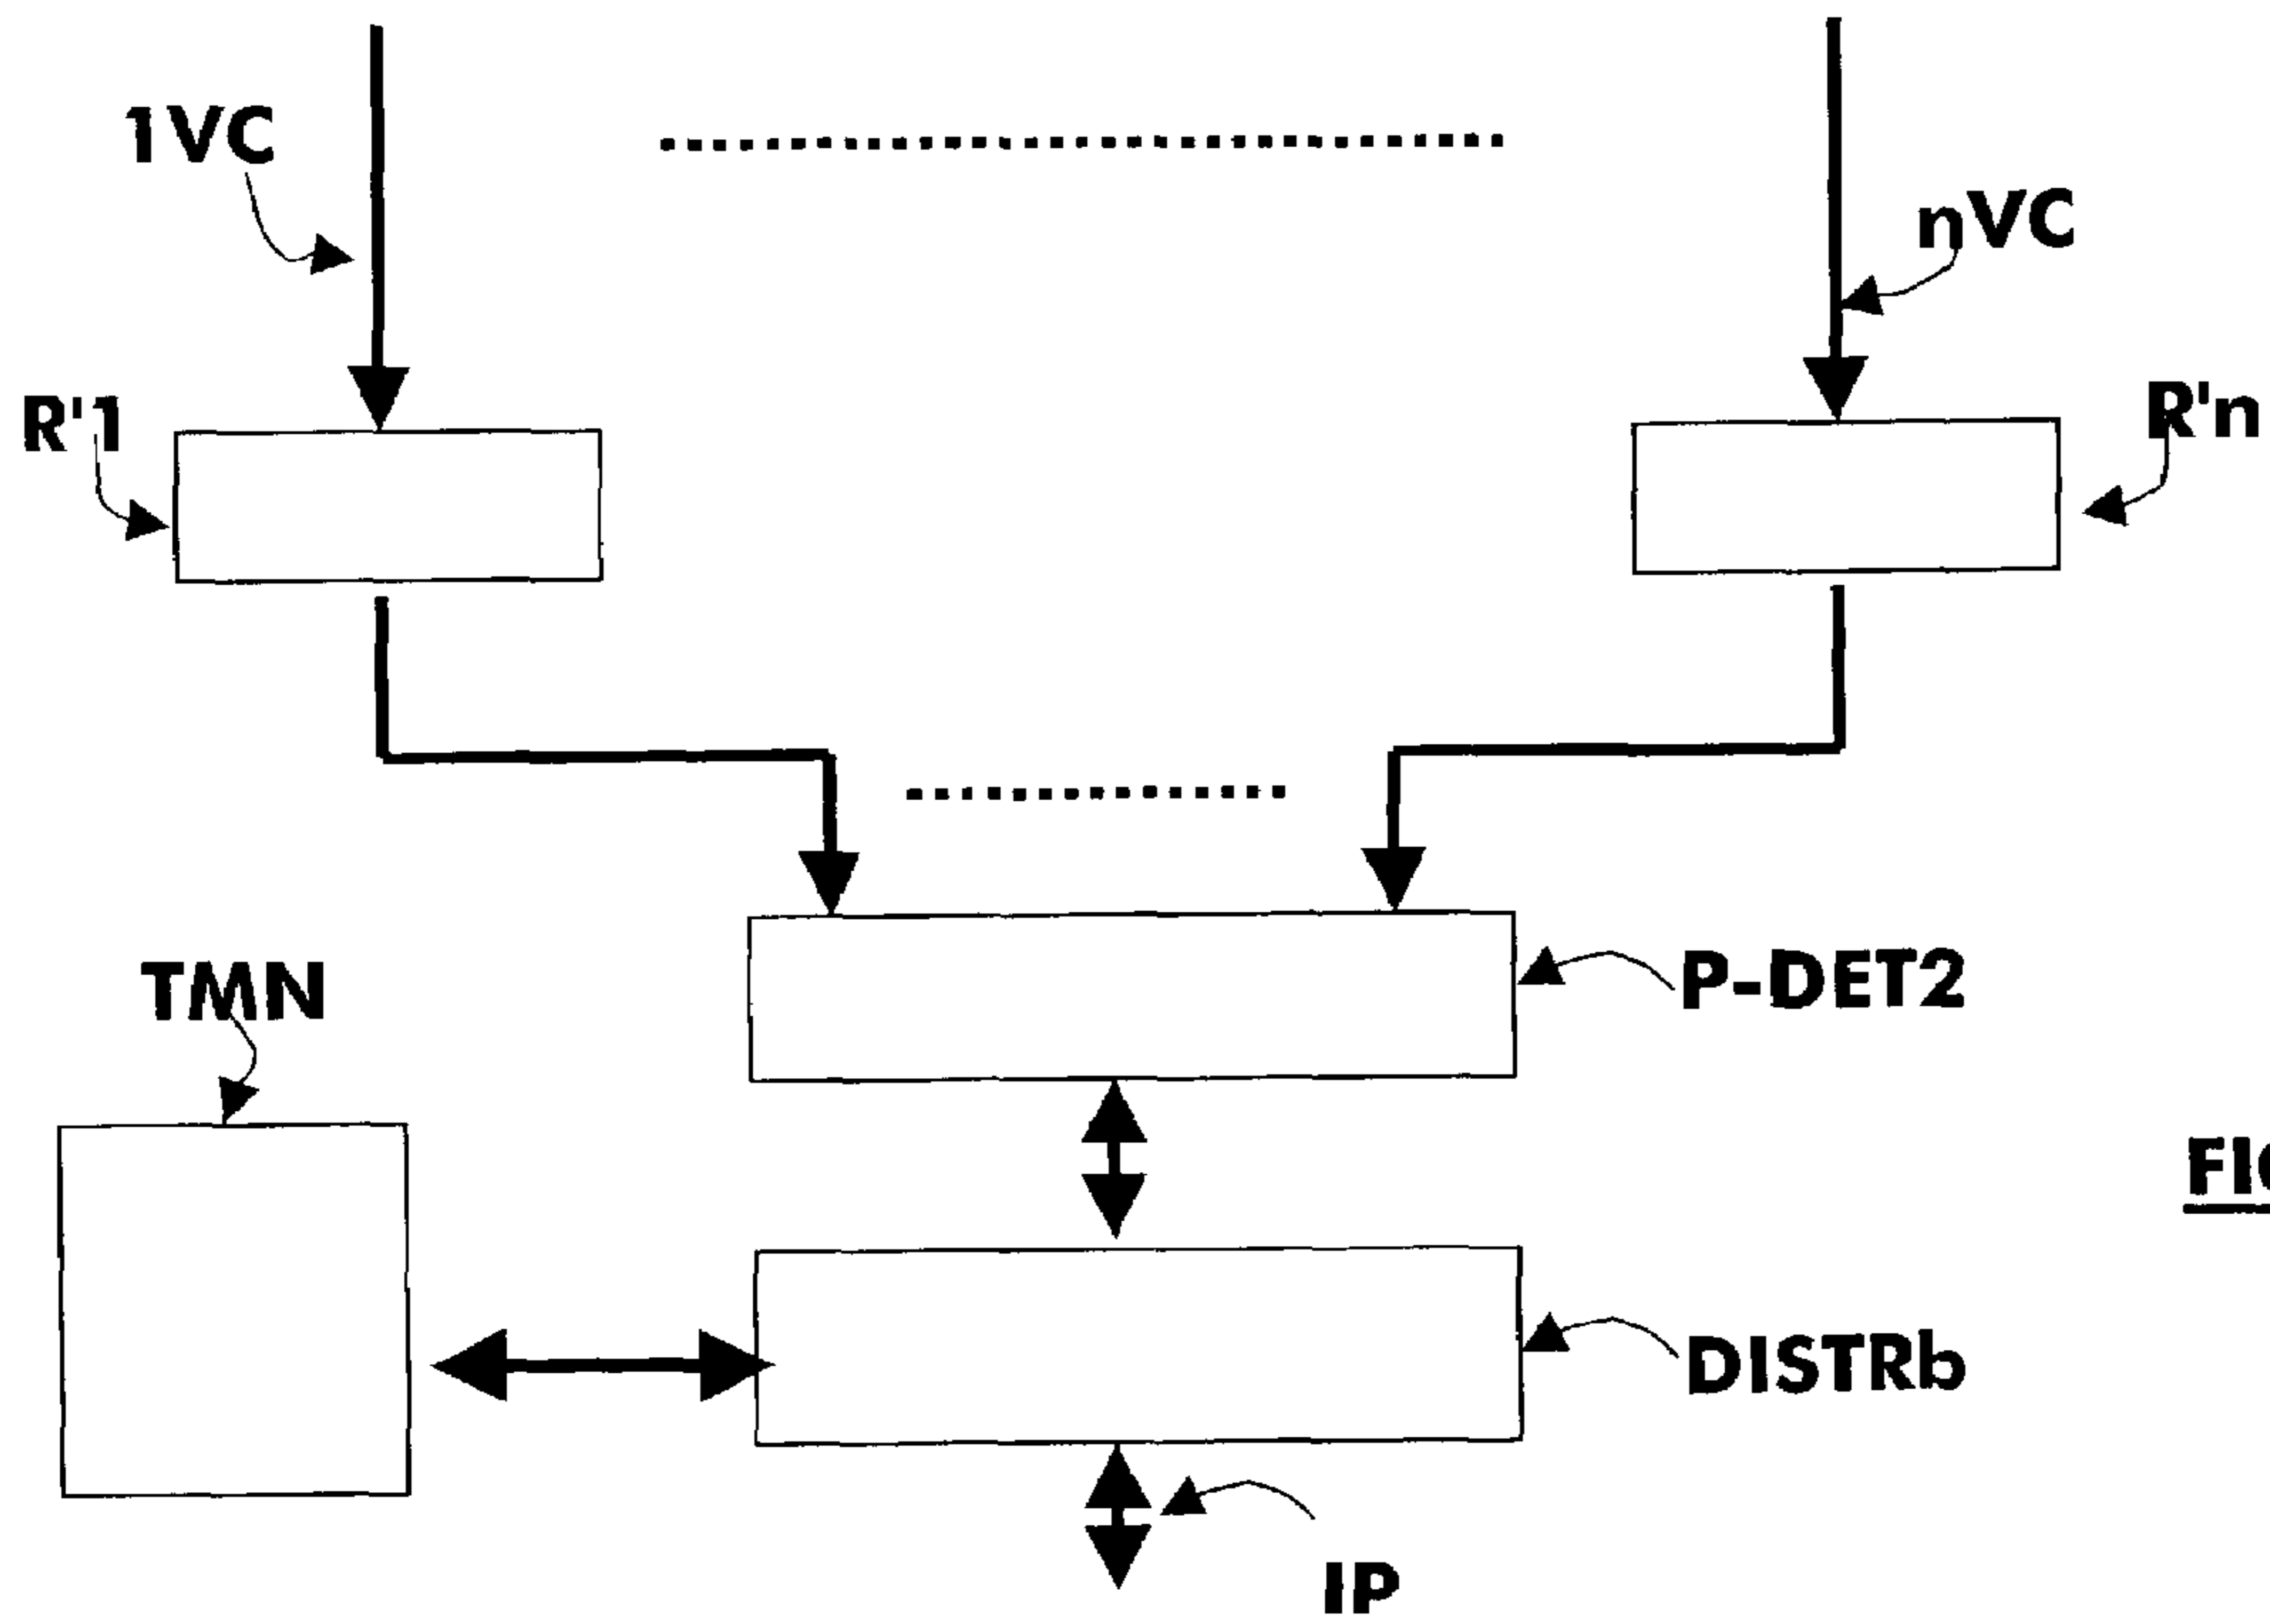 1VC
nVC
R'1
R'n
P-DET2
TMN
DISTRb
IP